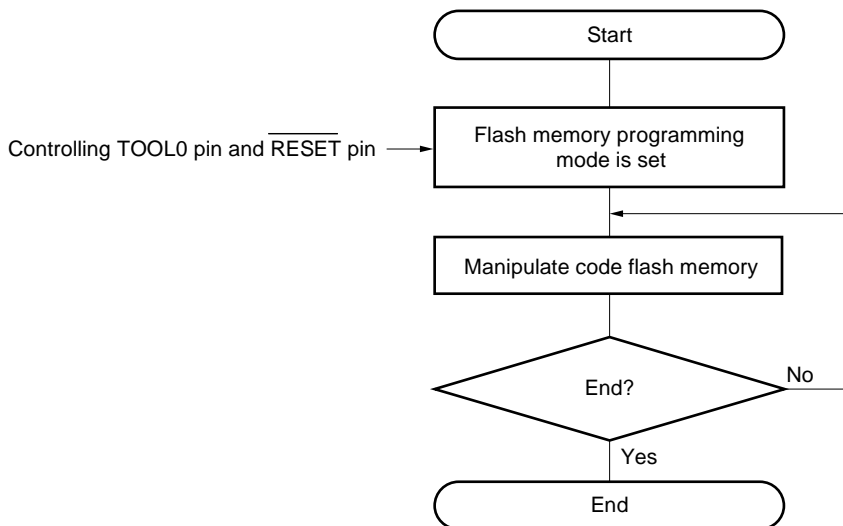 Start
Controlling TOOL0 pin and RESET pin
Flash memory programming
mode is set
Manipulate code flash memory
End?
No
Yes
End